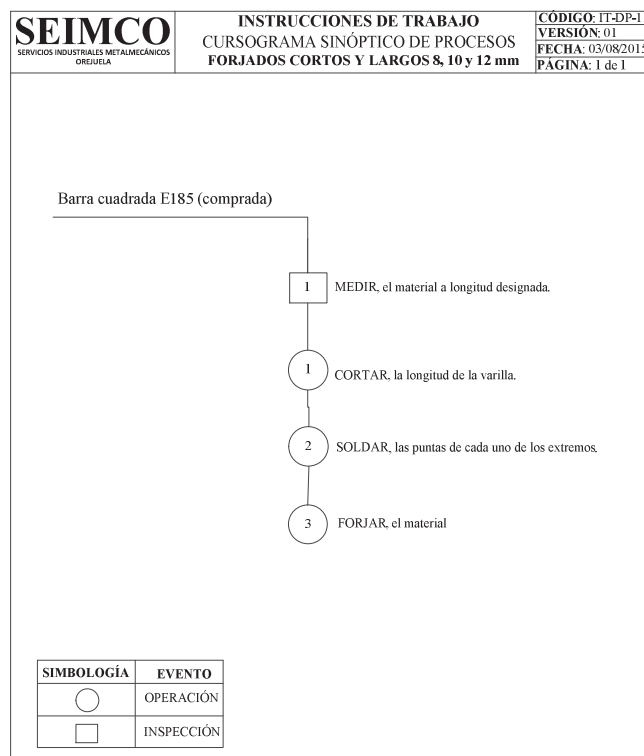 SEIMCO
SERVICIOS INDUSTRIALES METALMECÁNICOS
OREJUELA
INSTRUCCIONES DE TRABAJO
CURSOGRAMA SINÓPTICO DE PROCESOS
FORJADOS CORTOS Y LARGOS 8, 10 y 12 mm
CÓDIGO: IT-DP-1
VERSIÓN: 01
FECHA: 03/08/2015
PÁGINA: 1 de 1
Barra cuadrada E185 (comprada)
1 MEDIR, el material a longitud designada.
1 CORTAR, la longitud de la varilla.
2 SOLDAR, las puntas de cada uno de los extremos.
3 FORJAR, el material
SIMBOLOGÍA EVENTO
OPERACIÓN
INSPECCIÓN